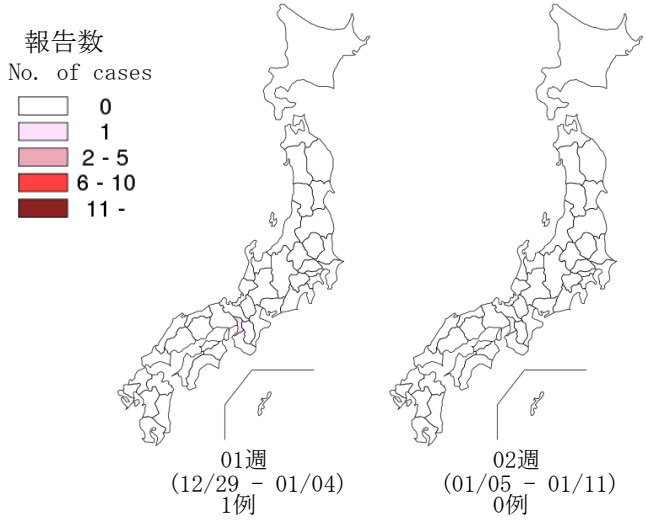 報告数
No. of cases
0
1
2 - 5
6 - 10
11 -
01週
(12/29 - 01/04)
1例
02週
(01/05 - 01/11)
0例